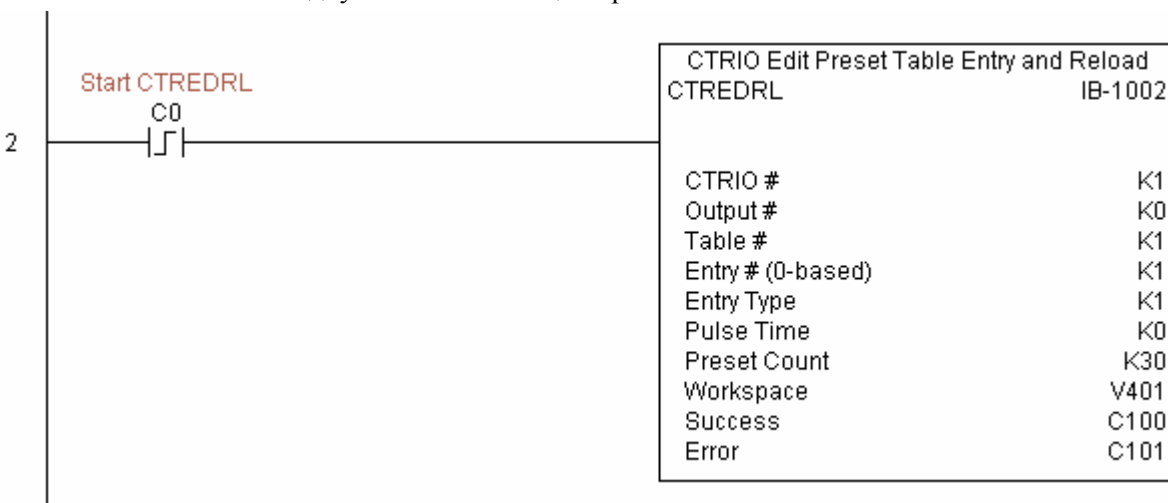 CTRIO Edit Preset Table Entry and Reload
CTREDRL IB-1002
Start CTREDRL
C0
2
CTRIO # K1
Output # K0
Table # K1
Entry # (0-based) K1
Entry Type K1
Pulse Time K0
Preset Count K30
Workspace V401
Success C100
Error C101